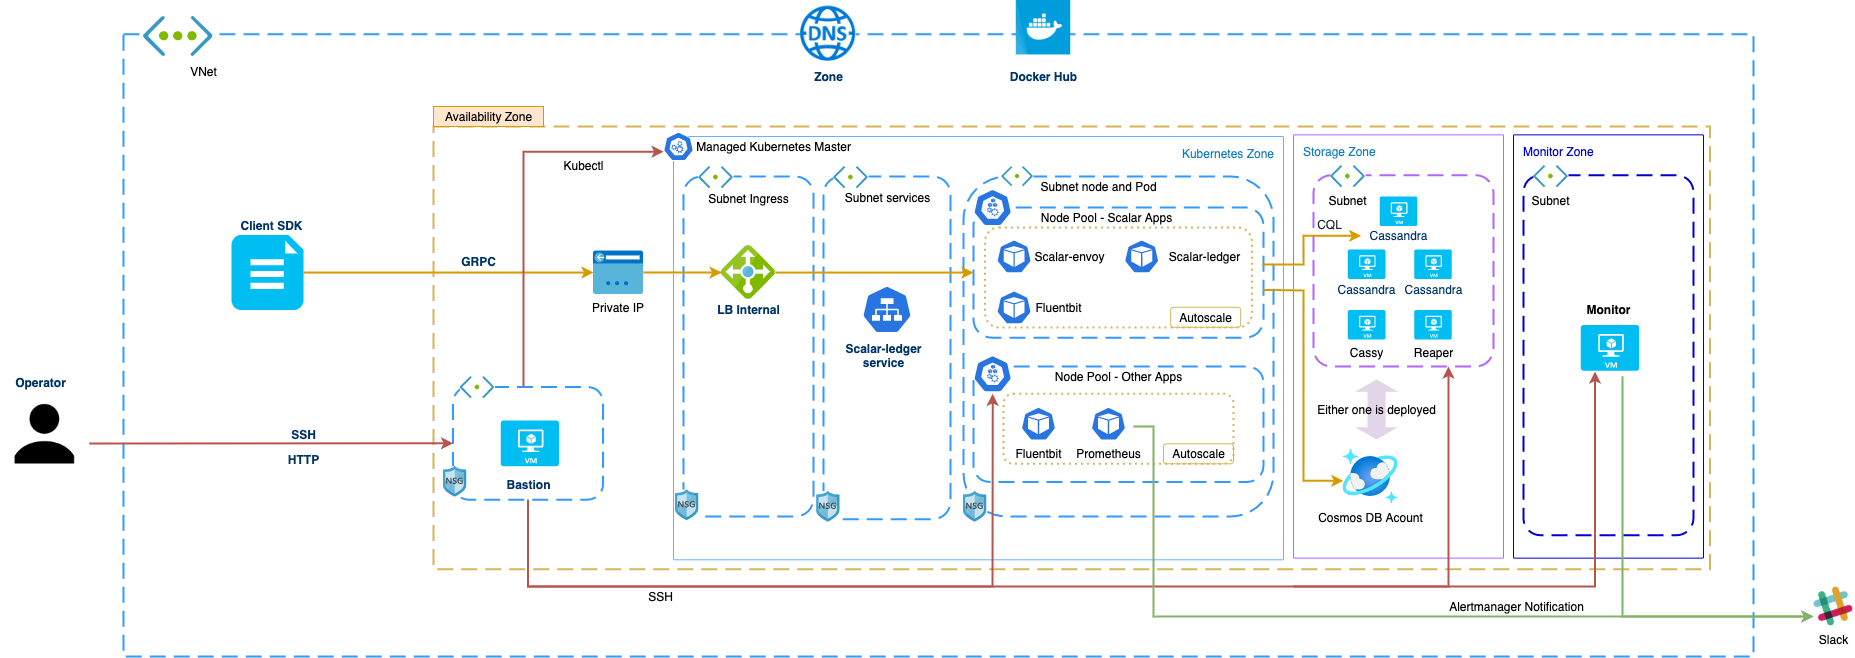 DNS
VNet
Zone
Docker Hub
Availability Zone
Managed Kubernetes Master
Kubernetes Zone
Storage Zone
Monitor Zone
Kubectl
Subnet Ingress
Subnet services
Subnet node and Pod
Subnet
Subnet
Node Pool - Scalar Apps
Client SDK
CQL
VM
Cassandra
GRPC
Scalar-envoy
Scalar-ledger
VM
VM
Cassandra
Cassandra
Private IP
LB Internal
Fluentbit
Autoscale
Monitor
VM
VM
Scalar-ledger
service
Cassy
Reaper
VM
Node Pool - Other Apps
Operator
Either one is deployed
SSH
HTTP
VM
Bastion
Fluentbit
Prometheus
Autoscale
NSG
NSG
NSG
NSG
Cosmos DB Acount
SSH
Alertmanager Notification
Slack